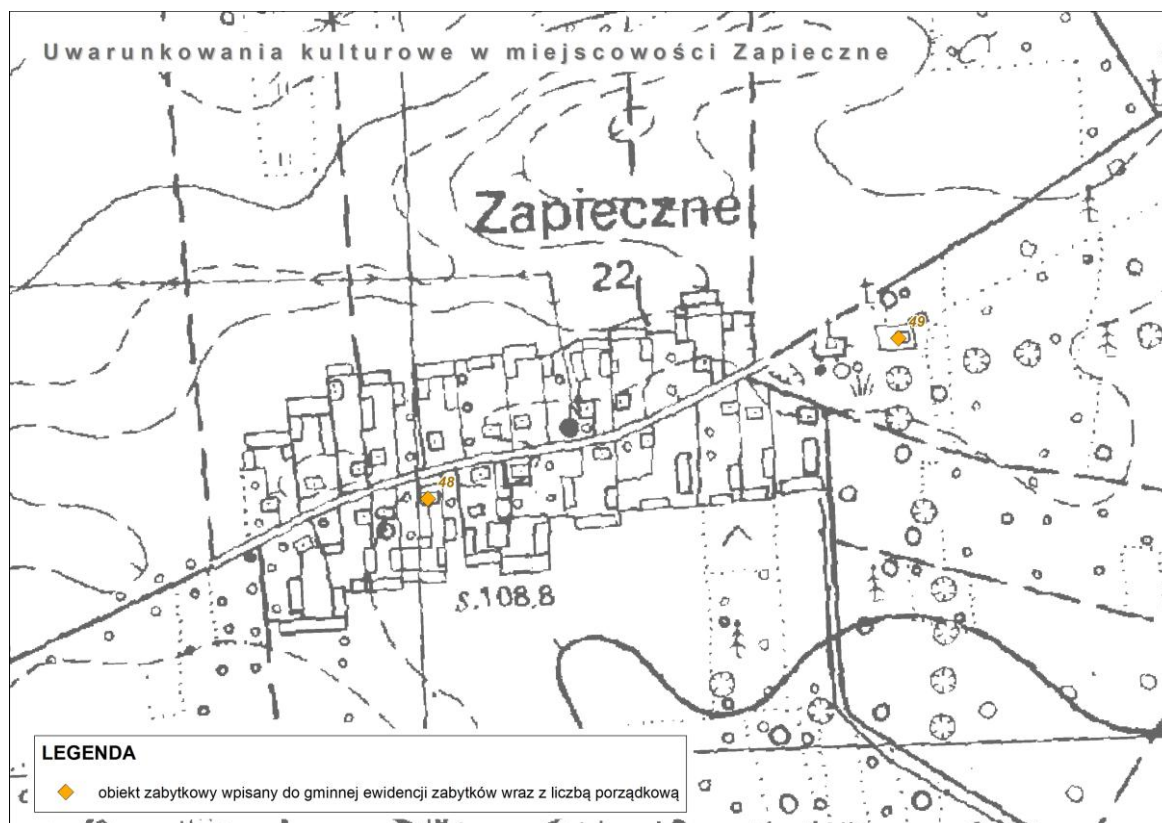 Uwarunkowania kulturowe w miejscowości Zapieczne
Zapieczne
22
49
48
s.108,8
LEGENDA
obiekt zabytkowy wpisany do gminnej ewidencji zabytków wraz z liczbą porządkową